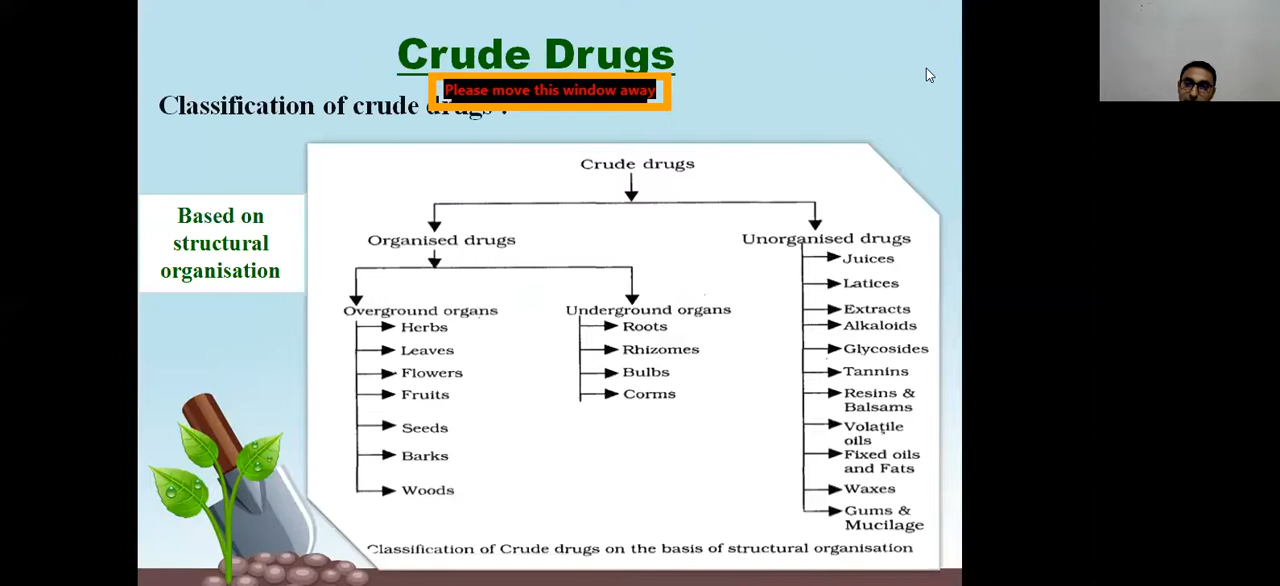 Crude Drugs
Please move this window away
Classification of crude drugs :
Based on
structural
organisation
Crude drugs
Organised drugs
Unorganised drugs
Overground organs
Herbs
Leaves
Flowers
Fruits
Seeds
Barks
Woods
Underground organs
Roots
Rhizomes
Bulbs
Corms
Juices
Latices
Extracts
Alkaloids
Glycosides
Tannins
Resins &
Balsams
Volatile
oils
Fixed oils
and Fats
Waxes
Gums &
Mucilage
Classification of Crude drugs on the basis of structural organisation